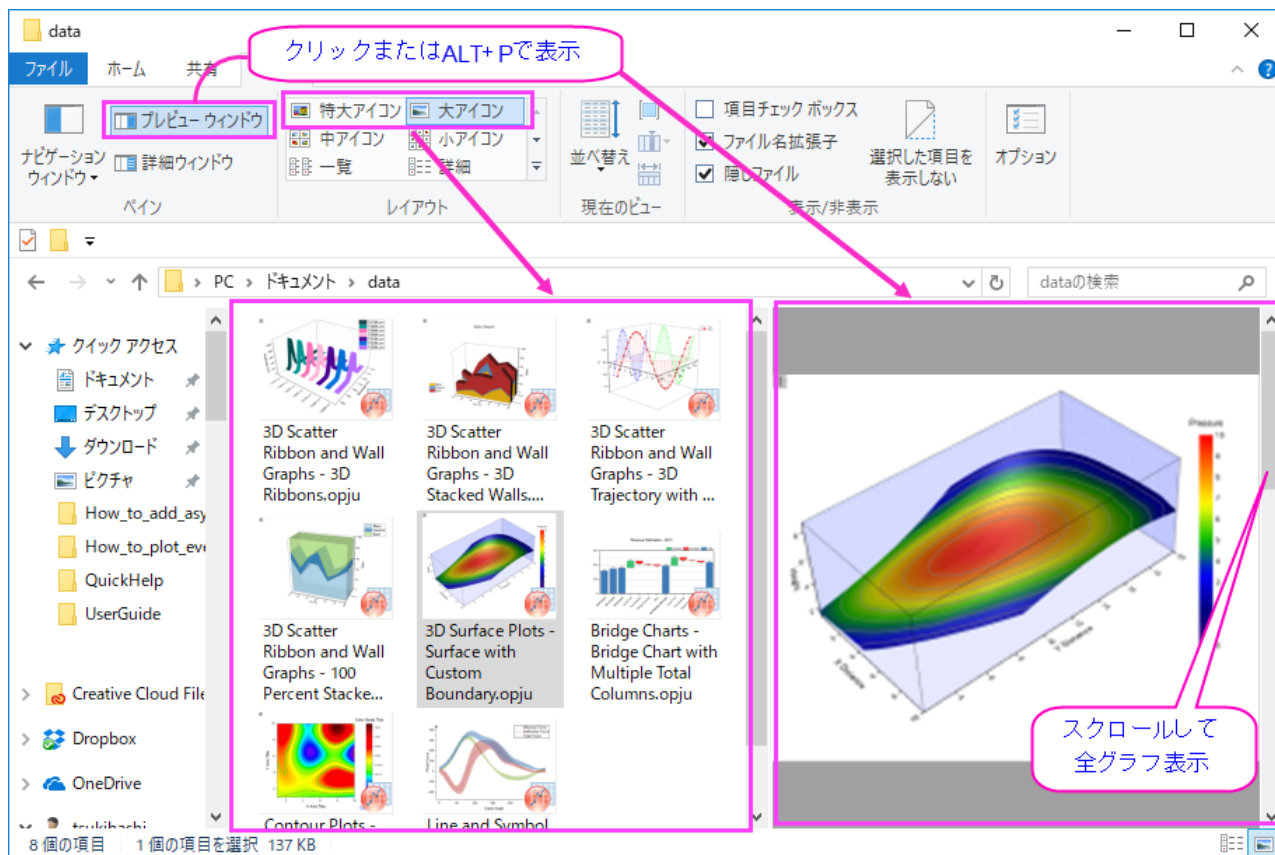 data
クリックまたはALT+ Pで表示
ファイル ホーム 共有
プレビュー ウィンドウ
特大アイコン 大アイコン
項目チェック ボックス
中アイコン 小アイコン
ファイル名拡張子
ナビゲーション
ウィンドウ
詳細ウィンドウ
一覧 詳細
並べ替え
隠しファイル
選択した項目を
表示しない
オプション
ペイン レイアウト 現在のビュー 表示/非表示
PC > ドキュメント > data
dataの検索
クイック アクセス
ドキュメント
デスクトップ
ダウンロード
ピクチャ
How_to_add_asy
How_to_plot_eve
QuickHelp
UserGuide
Creative Cloud File
Dropbox
OneDrive
tsukihashi
3D Scatter
Ribbon and Wall
Graphs - 3D
Ribbons.opju
3D Scatter
Ribbon and Wall
Graphs - 3D
Stacked Walls....
3D Scatter
Ribbon and Wall
Graphs - 3D
Trajectory with ...
3D Scatter
Ribbon and Wall
Graphs - 100
Percent Stacke...
3D Surface Plots -
Surface with
Custom
Boundary.opju
Bridge Charts -
Bridge Chart with
Multiple Total
Columns.opju
Contour Plots -
Line and Symbol
Pressure
X Distance
Y Distance
スクロールして
全グラフ表示
8 個の項目 1 個の項目を選択 137 KB